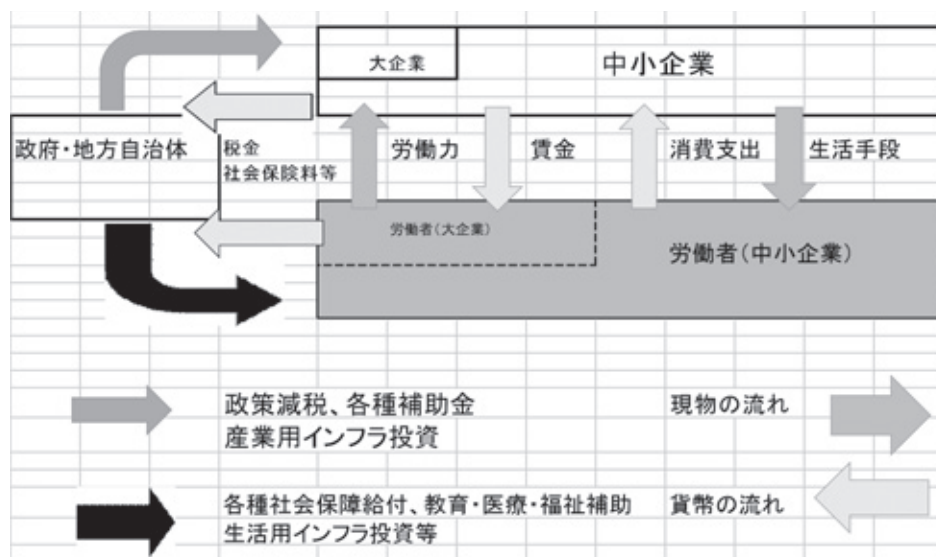 大企業
中小企業
政府・地方自治体
税金
社会保険料等
労働力
賃金
消費支出
生活手段
労働者(大企業)
労働者(中小企業)
政策減税、各種補助金
産業用インフラ投資
現物の流れ
各種社会保障給付、教育・医療・福祉補助
生活用インフラ投資等
貨幣の流れ